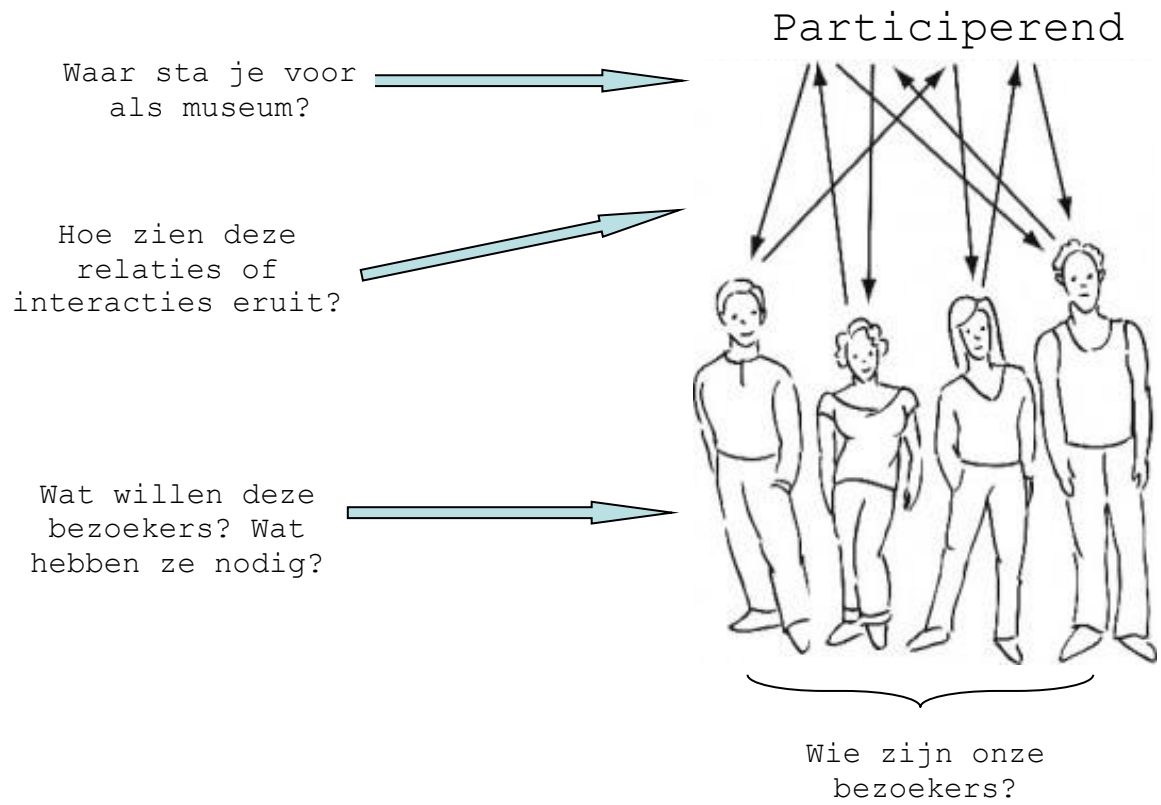 Participerend
Waar sta je voor
als museum?
Hoe zien deze
relaties of
interacties eruit?
Wat willen deze
bezoekers? Wat
hebben ze nodig?
Wie zijn onze
bezoekers?